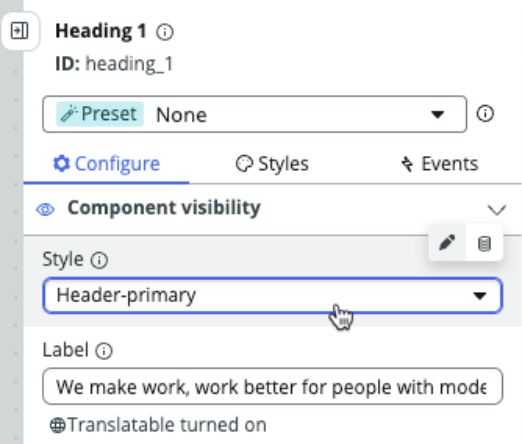 Heading 1
ID: heading_1
Preset None
Configure Styles Events
Component visibility
Style
Header-primary
Label
We make work, work better for people with mode
Translatable turned on